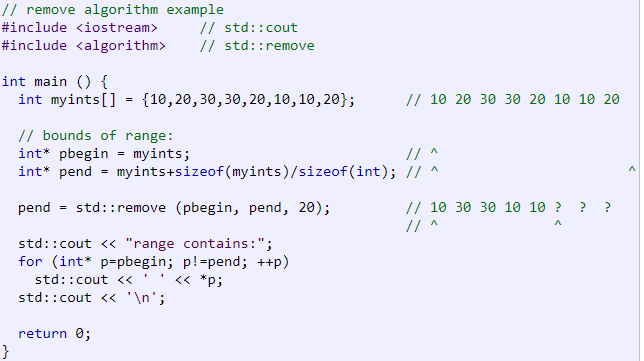 // remove algorithm example
#include <iostream>     // std::cout
#include <algorithm>    // std::remove

int main () {
  int myints[] = {10,20,30,30,20,10,10,20};      // 10 20 30 30 20 10 10 20

  // bounds of range:
  int* pbegin = myints;                          // ^
  int* pend = myints+sizeof(myints)/sizeof(int); // ^                       ^

  pend = std::remove (pbegin, pend, 20);         // 10 30 30 10 10 ?  ?  ?
                                                 // ^              ^
  std::cout << "range contains:";
  for (int* p=pbegin; p!=pend; ++p)
    std::cout << ' ' << *p;
  std::cout << '\n';

  return 0;
}